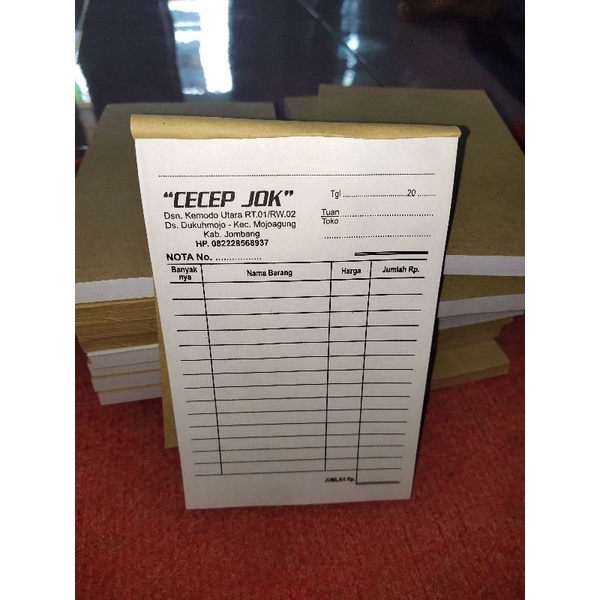 "CECEP JOK"
Dsn. Kemodo Utara RT.01/RW.02
Ds. Dukuhmojo - Kec. Mojoagung
Kab. Jombang
HP. 082228568937
NOTA No. ..................
Tgl ........................ 20 .......
Tuan
Toko
Banyak nya Nama Barang Harga Jumlah Rp.
JUMLAH Rp.